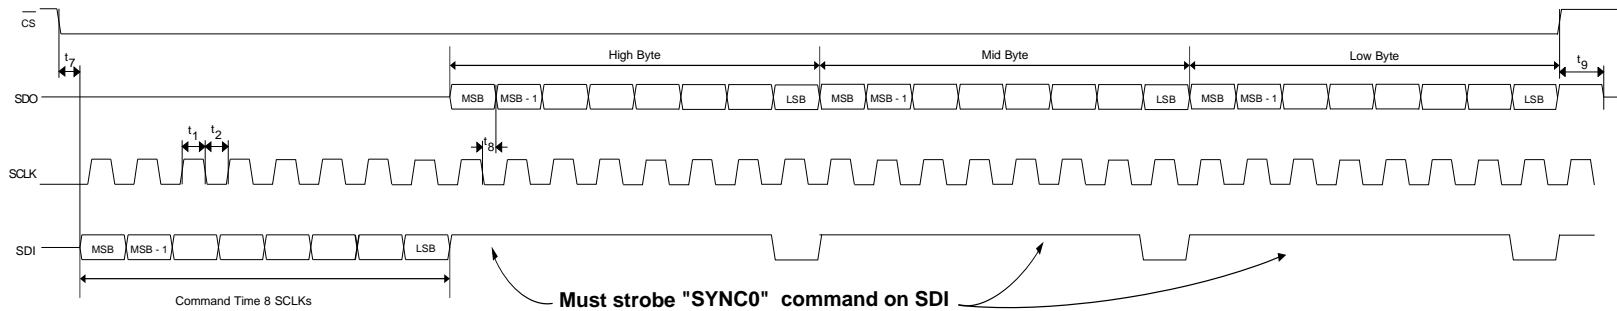 CS
t7
High Byte
Mid Byte
Low Byte
t9
SDO
MSB
MSB - 1
LSB
MSB
MSB - 1
LSB
MSB
MSB - 1
LSB
t1
t2
t8
SCLK
SDI
MSB
MSB - 1
LSB
Command Time 8 SCLKs
Must strobe "SYNC0" command on SDI